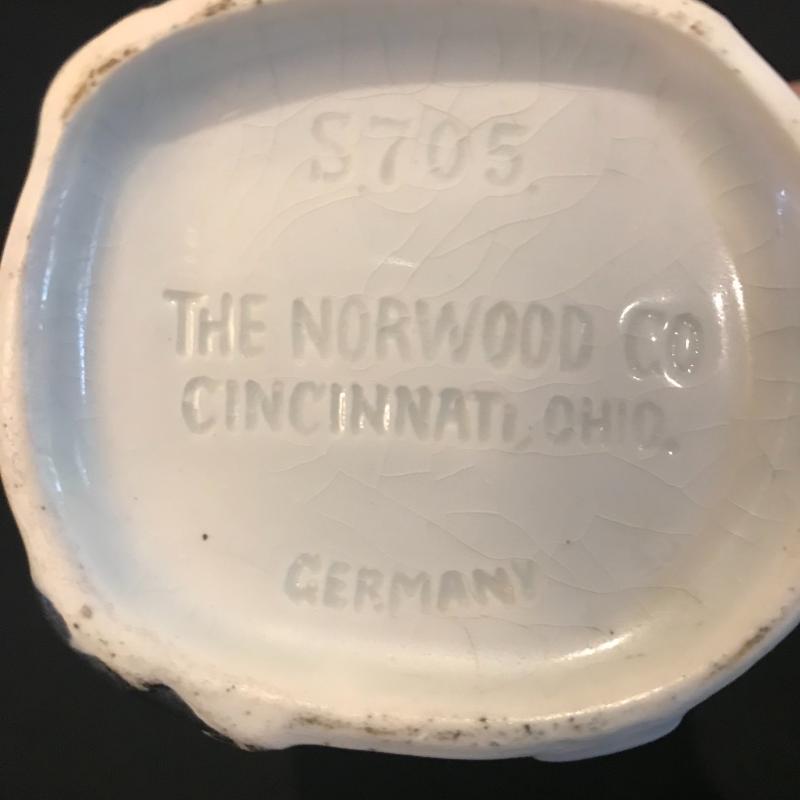 S705
THE NORWOOD CO
CINCINNATI, OHIO.
GERMANY